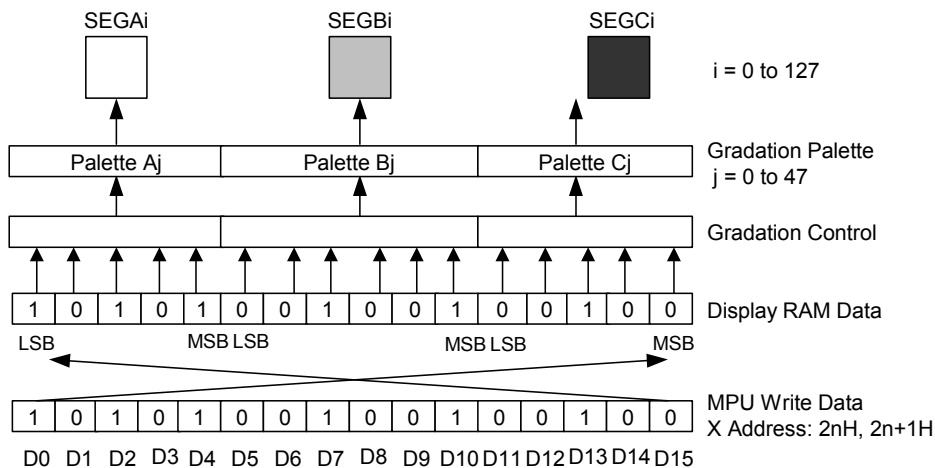 SEGAi SEGBi SEGCi
i = 0 to 127
Palette Aj Palette Bj Palette Cj
Gradation Palette
j = 0 to 47
Gradation Control
1 0 1 0 1 0 0 1 0 0 1 0 0 1 0 0 Display RAM Data
LSB MSB LSB MSB LSB MSB
1 0 1 0 1 0 0 1 0 0 1 0 0 1 0 0 MPU Write Data
X Address: 2nH, 2n+1H
D0 D1 D2 D3 D4 D5 D6 D7 D8 D9 D10 D11 D12 D13 D14 D15